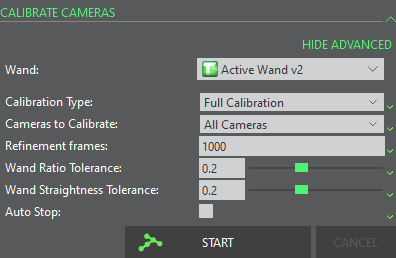 CALIBRATE CAMERAS
HIDE ADVANCED
Wand: Active Wand v2
Calibration Type: Full Calibration
Cameras to Calibrate: All Cameras
Refinement frames: 1000
Wand Ratio Tolerance: 0.2
Wand Straightness Tolerance: 0.2
Auto Stop:
START CANCEL